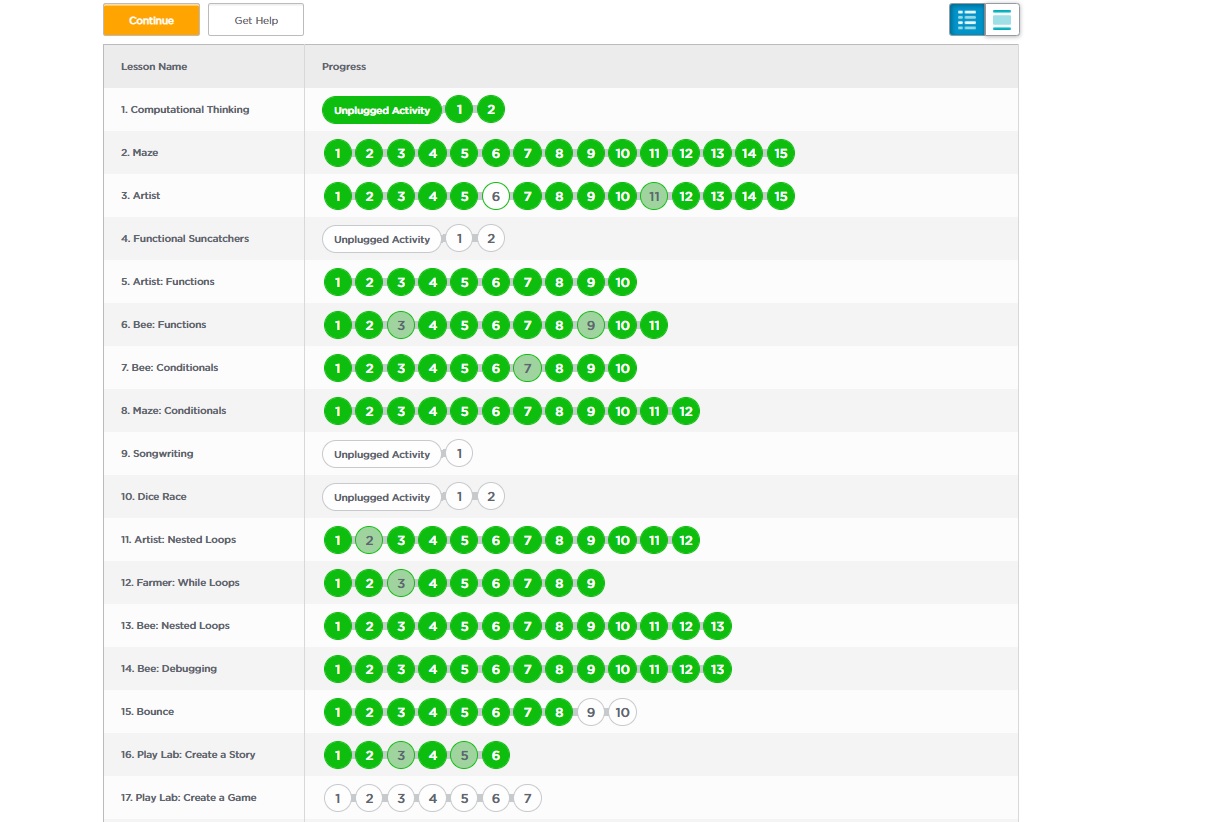 Continue Get Help
Lesson Name Progress
1. Computational Thinking Unplugged Activity 1 2
2. Maze 1 2 3 4 5 6 7 8 9 10 11 12 13 14 15
3. Artist 1 2 3 4 5 6 7 8 9 10 11 12 13 14 15
4. Functional Suncatchers Unplugged Activity 1 2
5. Artist: Functions 1 2 3 4 5 6 7 8 9 10
6. Bee: Functions 1 2 3 4 5 6 7 8 9 10 11
7. Bee: Conditionals 1 2 3 4 5 6 7 8 9 10
8. Maze: Conditionals 1 2 3 4 5 6 7 8 9 10 11 12
9. Songwriting Unplugged Activity 1
10. Dice Race Unplugged Activity 1 2
11. Artist: Nested Loops 1 2 3 4 5 6 7 8 9 10 11 12
12. Farmer: While Loops 1 2 3 4 5 6 7 8 9
13. Bee: Nested Loops 1 2 3 4 5 6 7 8 9 10 11 12 13
14. Bee: Debugging 1 2 3 4 5 6 7 8 9 10 11 12 13
15. Bounce 1 2 3 4 5 6 7 8 9 10
16. Play Lab: Create a Story 1 2 3 4 5 6
17. Play Lab: Create a Game 1 2 3 4 5 6 7